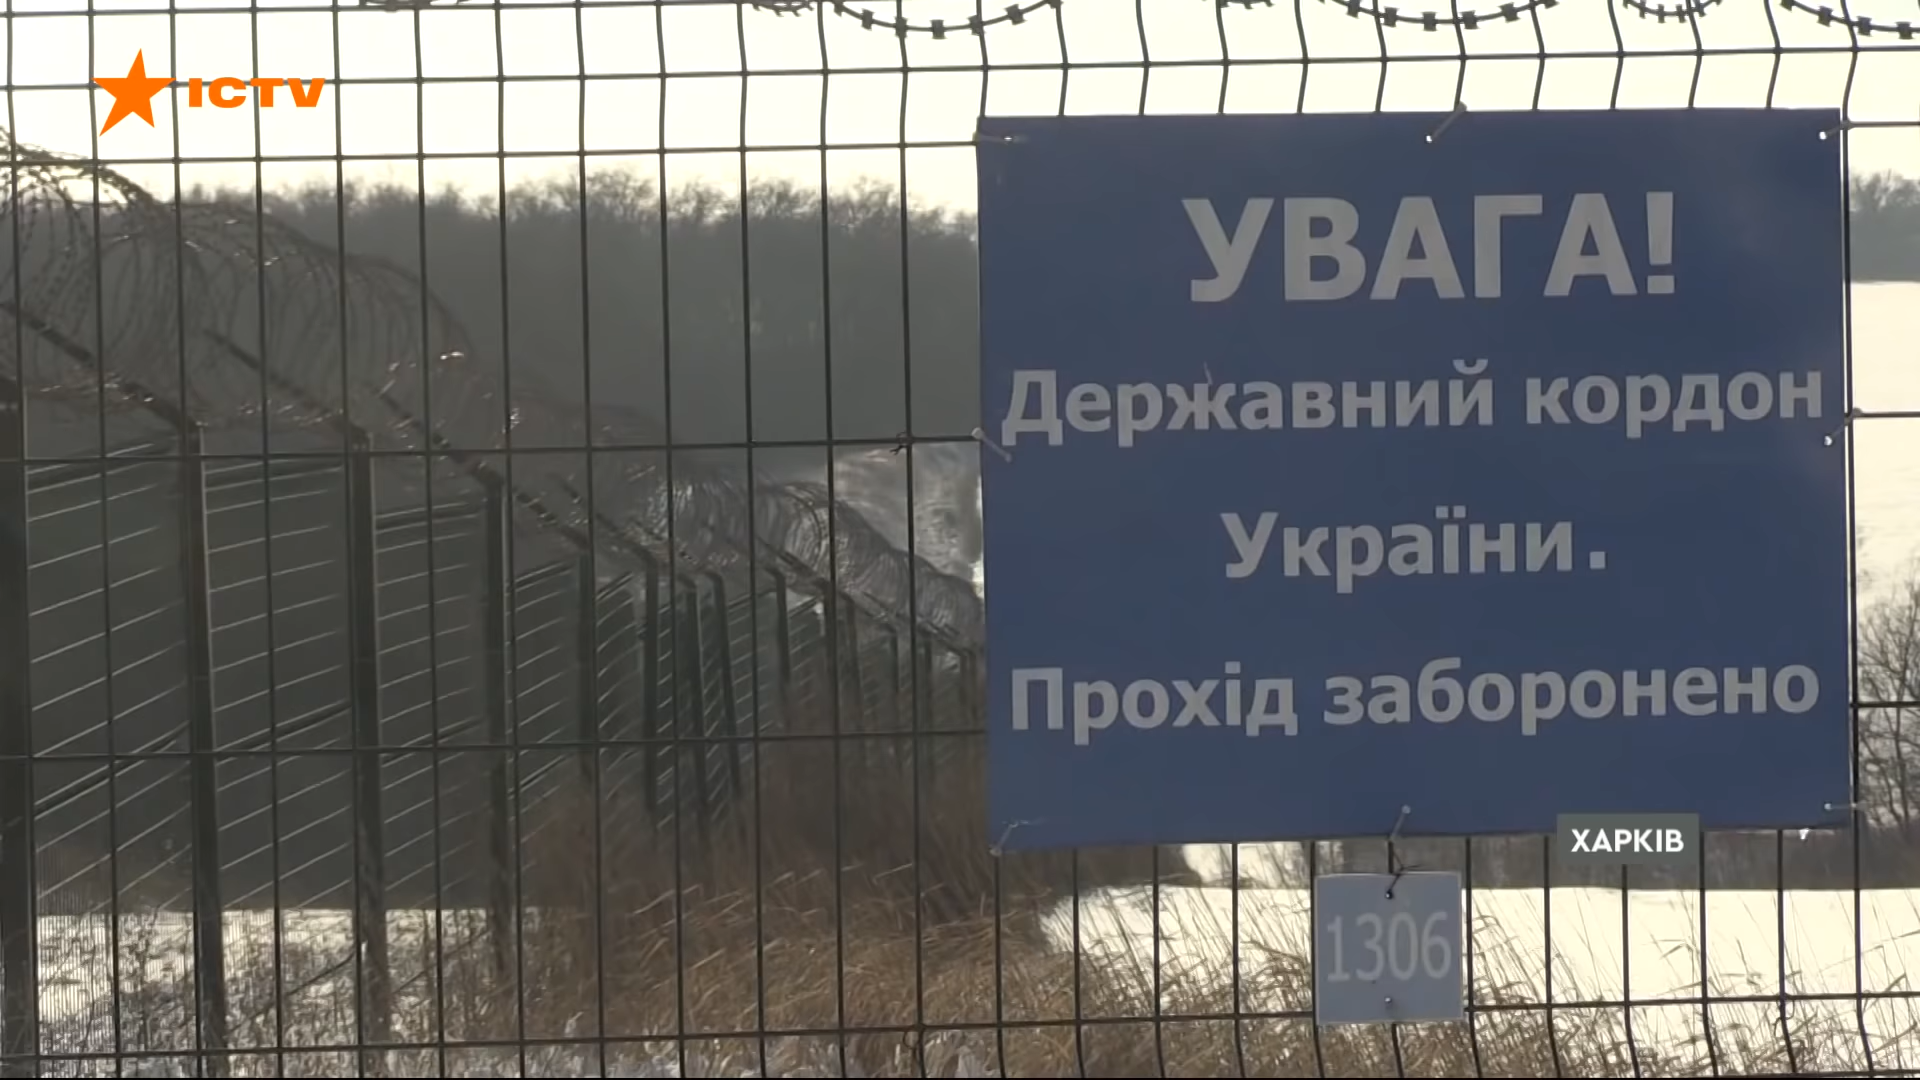 ICTV
УВАГА!
Державний кордон
України.
Прохід заборонено
ХАРКІВ
1306